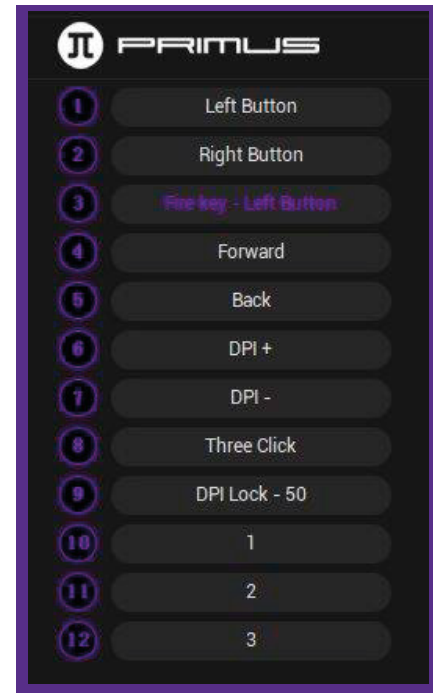 PRIMUS
1 Left Button
2 Right Button
3 Fire key - Left Button
4 Forward
5 Back
6 DPI +
7 DPI -
8 Three Click
9 DPI Lock - 50
10 1
11 2
12 3